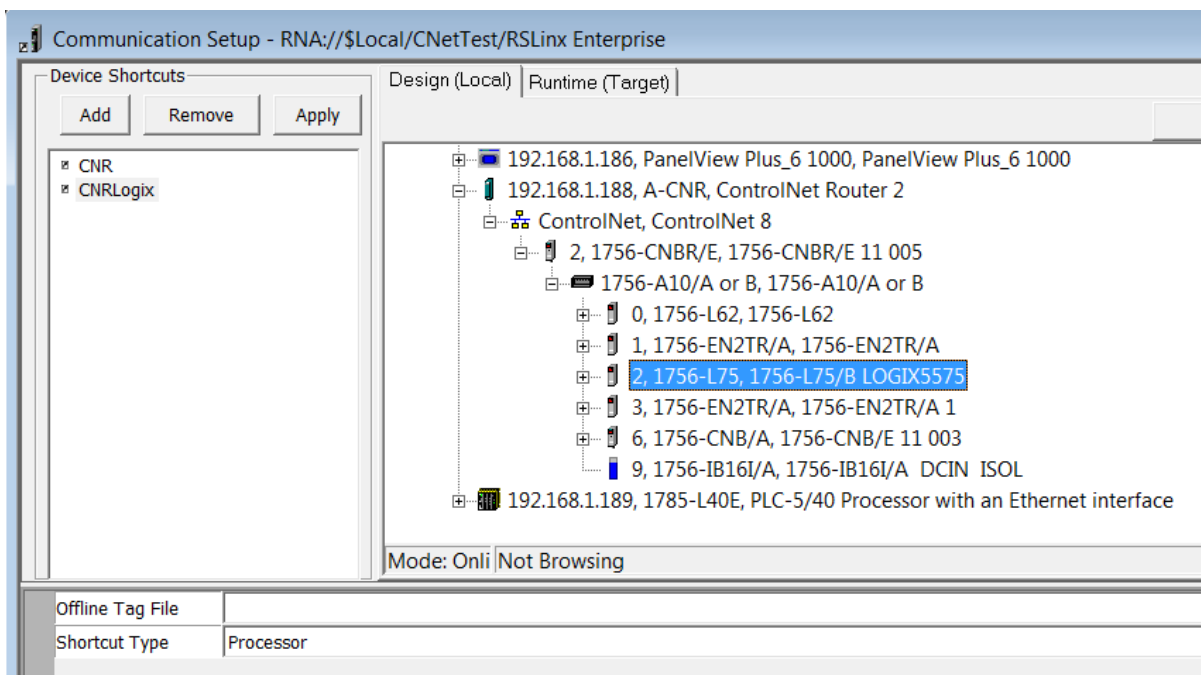 Communication Setup - RNA://$Local/CNetTest/RSLinx Enterprise
Device Shortcuts
Add Remove Apply
CNR
CNRLogix
Design (Local) Runtime (Target)
192.168.1.186, PanelView Plus_6 1000, PanelView Plus_6 1000
192.168.1.188, A-CNR, ControlNet Router 2
ControlNet, ControlNet 8
2, 1756-CNBR/E, 1756-CNBR/E 11 005
1756-A10/A or B, 1756-A10/A or B
0, 1756-L62, 1756-L62
1, 1756-EN2TR/A, 1756-EN2TR/A
2, 1756-L75, 1756-L75/B LOGIX5575
3, 1756-EN2TR/A, 1756-EN2TR/A 1
6, 1756-CNB/A, 1756-CNB/E 11 003
9, 1756-IB16I/A, 1756-IB16I/A DCIN ISOL
192.168.1.189, 1785-L40E, PLC-5/40 Processor with an Ethernet interface
Mode: Onli Not Browsing
Offline Tag File
Shortcut Type Processor